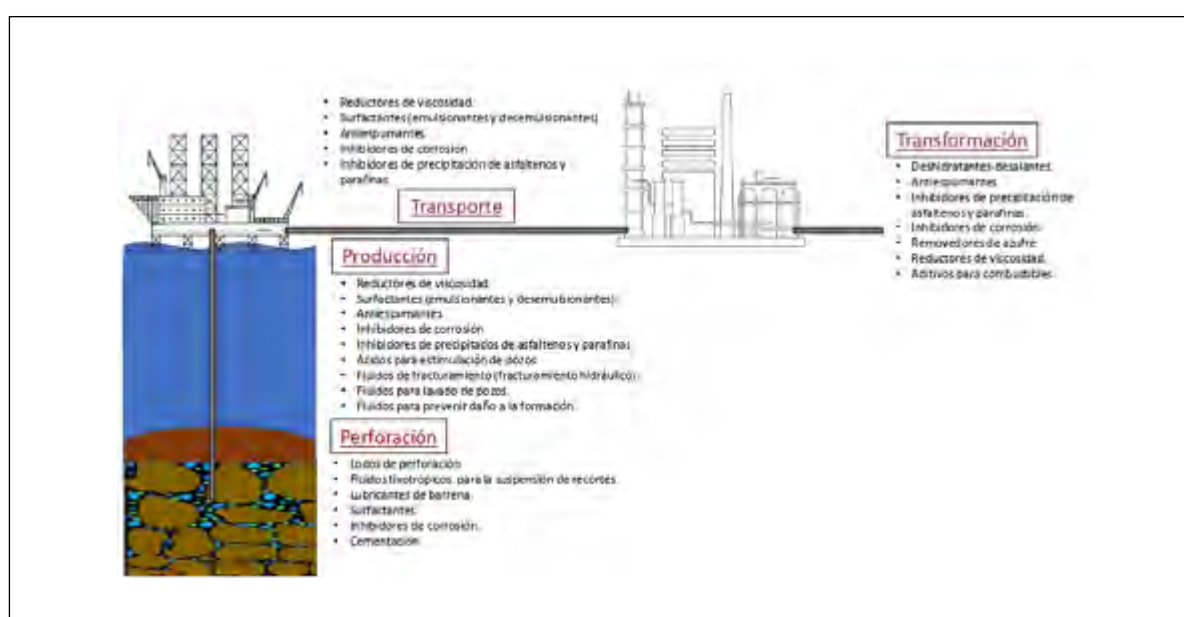 • Reductores de viscosidad.
• Surfactantes (emulsionantes y desemulsionantes)
• Antiespumantes
• Inhibidores de corrosión
• Inhibidores de precipitación de asfaltenos y
parafinas
Transporte
Producción
• Reductores de viscosidad.
• Surfactantes (emulsionantes y desemulsionantes).
• Antiespumantes
• Inhibidores de corrosión
• Inhibidores de precipitados de asfaltenos y parafinas
• Ácidos para estimulación de pozos
• Fluidos de fracturamiento (fracturamiento hidráulico).
• Fluidos para lavado de pozos.
• Fluidos para prevenir daño a la formación.
Perforación
• Lodos de perforación
• Fluidos tixotrópicos, para la suspensión de recortes.
• Lubricantes de barrena.
• Surfactantes
• Inhibidores de corrosión.
• Cementación
Transformación
• Deshidratantes desalantes.
• Antiespumantes
• Inhibidores de precipitación de
asfaltenos y parafinas.
• Inhibidores de corrosión.
• Removedores de azufre
• Reductores de viscosidad.
• Aditivos para combustibles